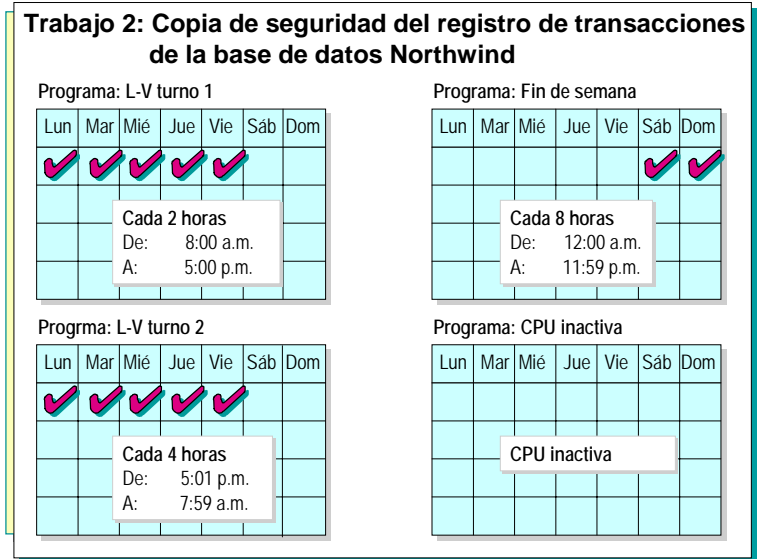 Trabajo 2: Copia de seguridad del registro de transacciones
de la base de datos Northwind
Programa: L-V turno 1
Lun Mar Mié Jue Vie Sáb Dom
Cada 2 horas
De: 8:00 a.m.
A: 5:00 p.m.
Programa: Fin de semana
Lun Mar Mié Jue Vie Sáb Dom
Cada 8 horas
De: 12:00 a.m.
A: 11:59 p.m.
Progrma: L-V turno 2
Lun Mar Mié Jue Vie Sáb Dom
Cada 4 horas
De: 5:01 p.m.
A: 7:59 a.m.
Programa: CPU inactiva
Lun Mar Mié Jue Vie Sáb Dom
CPU inactiva